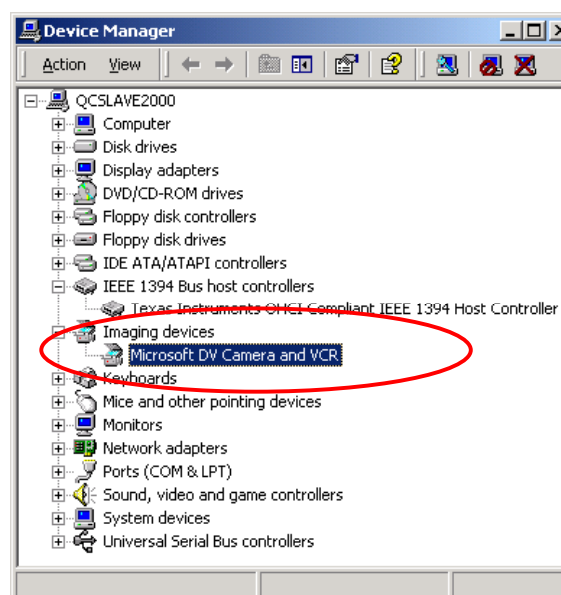 Device Manager
Action View
QCSLAVE2000
Computer
Disk drives
Display adapters
DVD/CD-ROM drives
Floppy disk controllers
Floppy disk drives
IDE ATA/ATAPI controllers
IEEE 1394 Bus host controllers
Texas Instruments OHCI Compliant IEEE 1394 Host Controller
Imaging devices
Microsoft DV Camera and VCR
Keyboards
Mice and other pointing devices
Monitors
Network adapters
Ports (COM & LPT)
Sound, video and game controllers
System devices
Universal Serial Bus controllers